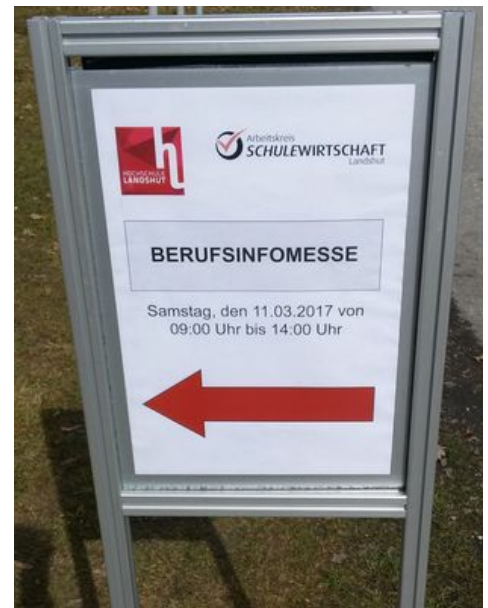 HOCHSCHULE
LANDSHUT
Arbeitskreis
SCHULEWIRTSCHAFT
Landshut
BERUFSINFOMESSE
Samstag, den 11.03.2017 von
09:00 Uhr bis 14:00 Uhr